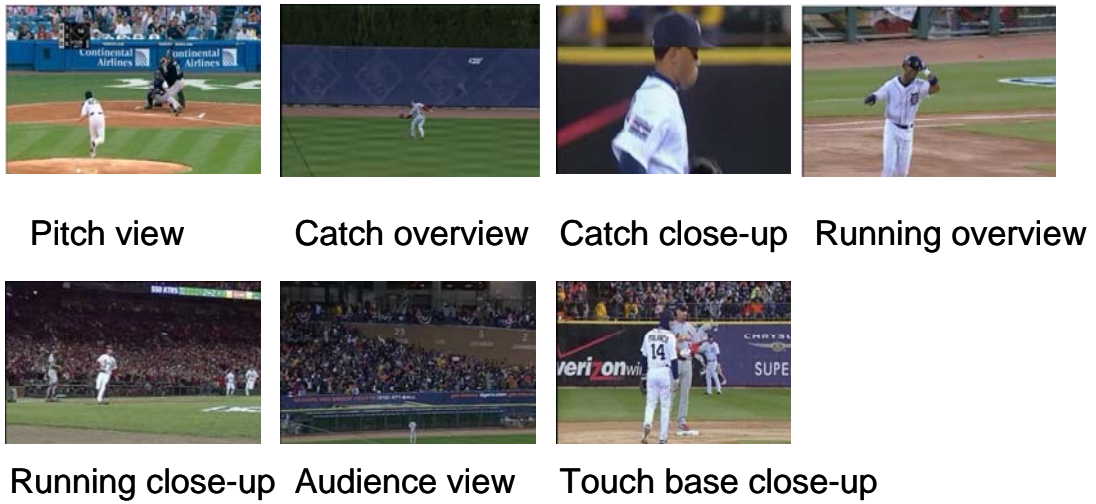 Continental
Airlines
Continental
Airlines
Pitch view
Catch overview
Catch close-up
Running overview
14
verizon
SUPE
Running close-up
Audience view
Touch base close-up